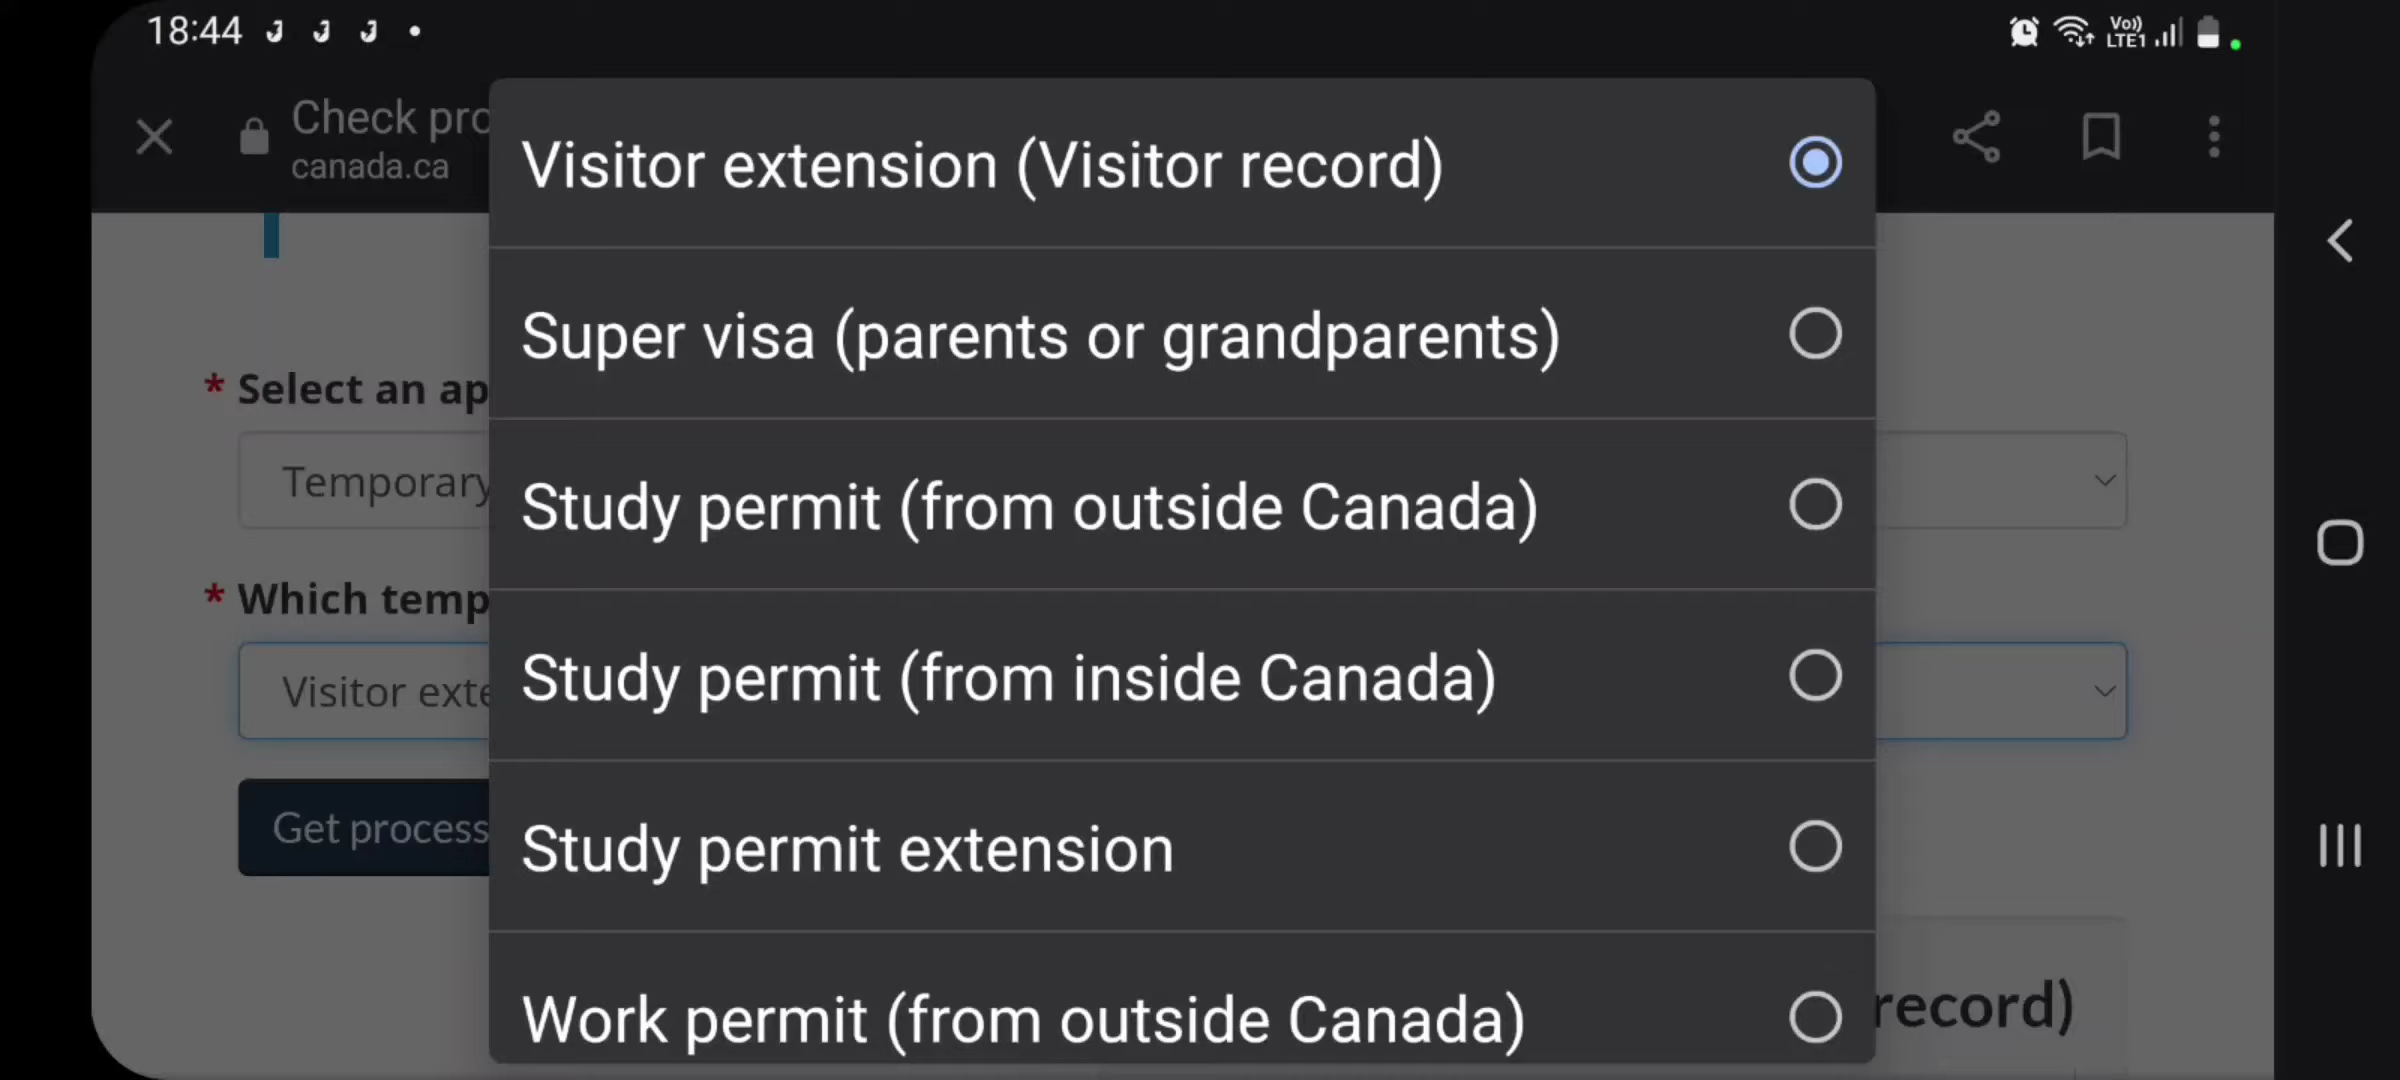 18:44
Vo))
LTE1
Check pro
canada.ca
Visitor extension (Visitor record)
Super visa (parents or grandparents)
* Select an ap
Temporary
Study permit (from outside Canada)
* Which temp
Visitor exte
Study permit (from inside Canada)
Get process
Study permit extension
Work permit (from outside Canada)
record)